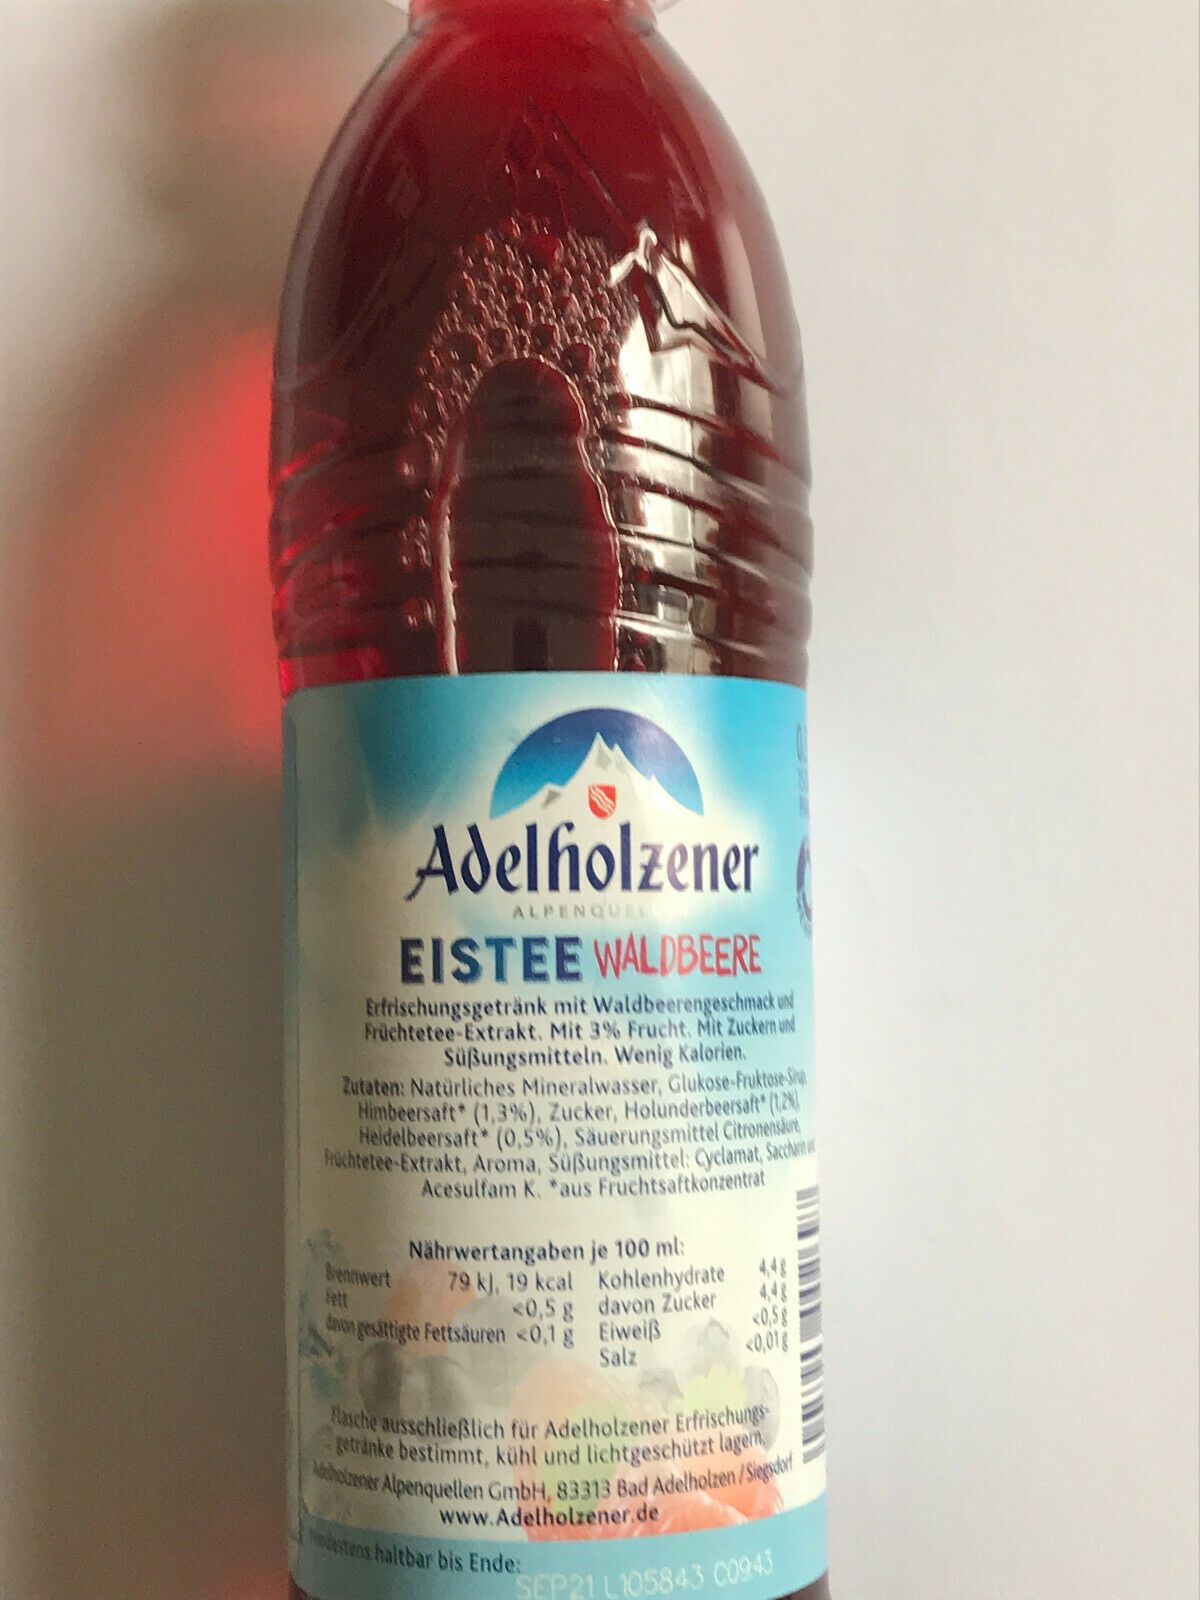 Adelholzener
ALPENQUE
EISTEE WALDBEERE
Erfrischungsgetränk mit Waldbeerengeschmack und
Früchtetee-Extrakt. Mit 3% Frucht. Mit Zuckern und
Süßungsmitteln. Wenig Kalorien.
Zutaten: Natürliches Mineralwasser, Glukose-Fruktose-Sirup,
Himbeersaft* (1,3%), Zucker, Holunderbeersaft* (1,2%),
Heidelbeersaft* (0,5%), Säuerungsmittel Citronensäure,
Früchtetee-Extrakt, Aroma, Süßungsmittel: Cyclamat, Saccharin und
Acesulfam K. *aus Fruchtsaftkonzentrat
Nährwertangaben je 100 ml:
Brennwert 79 kJ, 19 kcal Kohlenhydrate 4,4 g
Fett <0,5 g davon Zucker 4,4 g
davon gesättigte Fettsäuren <0,1 g Eiweiß <0,5 g
Salz <0,01 g
Flasche ausschließlich für Adelholzener Erfrischungs-
getränke bestimmt, kühl und lichtgeschützt lagern.
Adelholzener Alpenquellen GmbH, 83313 Bad Adelholzen / Siegsdorf
www.Adelholzener.de
Mindestens haltbar bis Ende:
SEP21 L105843 00943